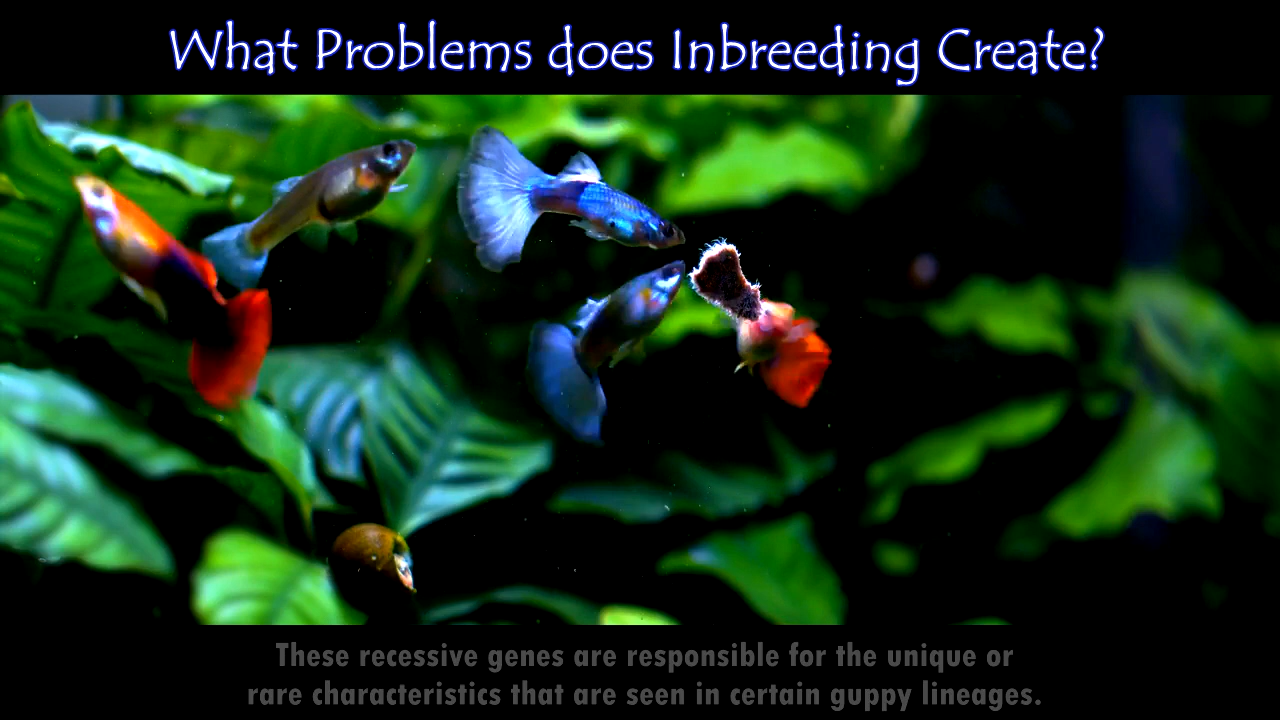 What Problems does Inbreeding Create?
These recessive genes are responsible for the unique or
rare characteristics that are seen in certain guppy lineages.